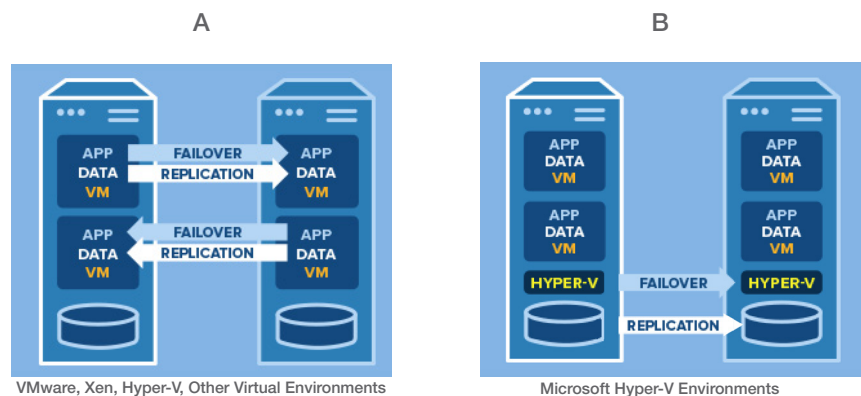 A
B
APP
DATA
VM
FAILOVER
REPLICATION
APP
DATA
VM
APP
DATA
VM
FAILOVER
REPLICATION
APP
DATA
VM
VMware, Xen, Hyper-V, Other Virtual Environments
APP
DATA
VM
APP
DATA
VM
APP
DATA
VM
APP
DATA
VM
HYPER-V
FAILOVER
HYPER-V
REPLICATION
Microsoft Hyper-V Environments